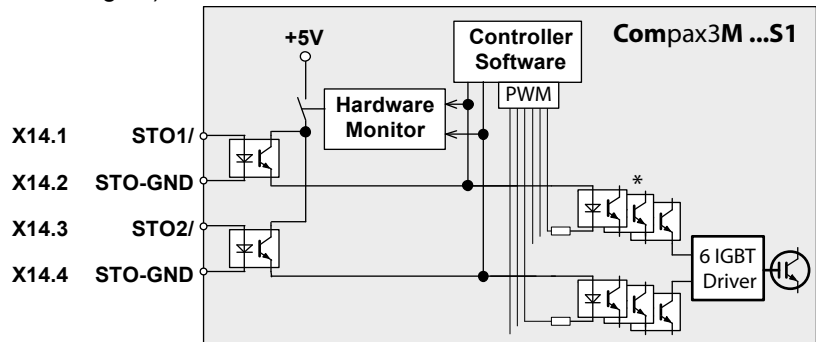 Compax3M ...S1
+5V
Controller
Software
PWM
Hardware
Monitor
X14.1 STO1/
X14.2 STO-GND
X14.3 STO2/
X14.4 STO-GND
*
6 IGBT
Driver